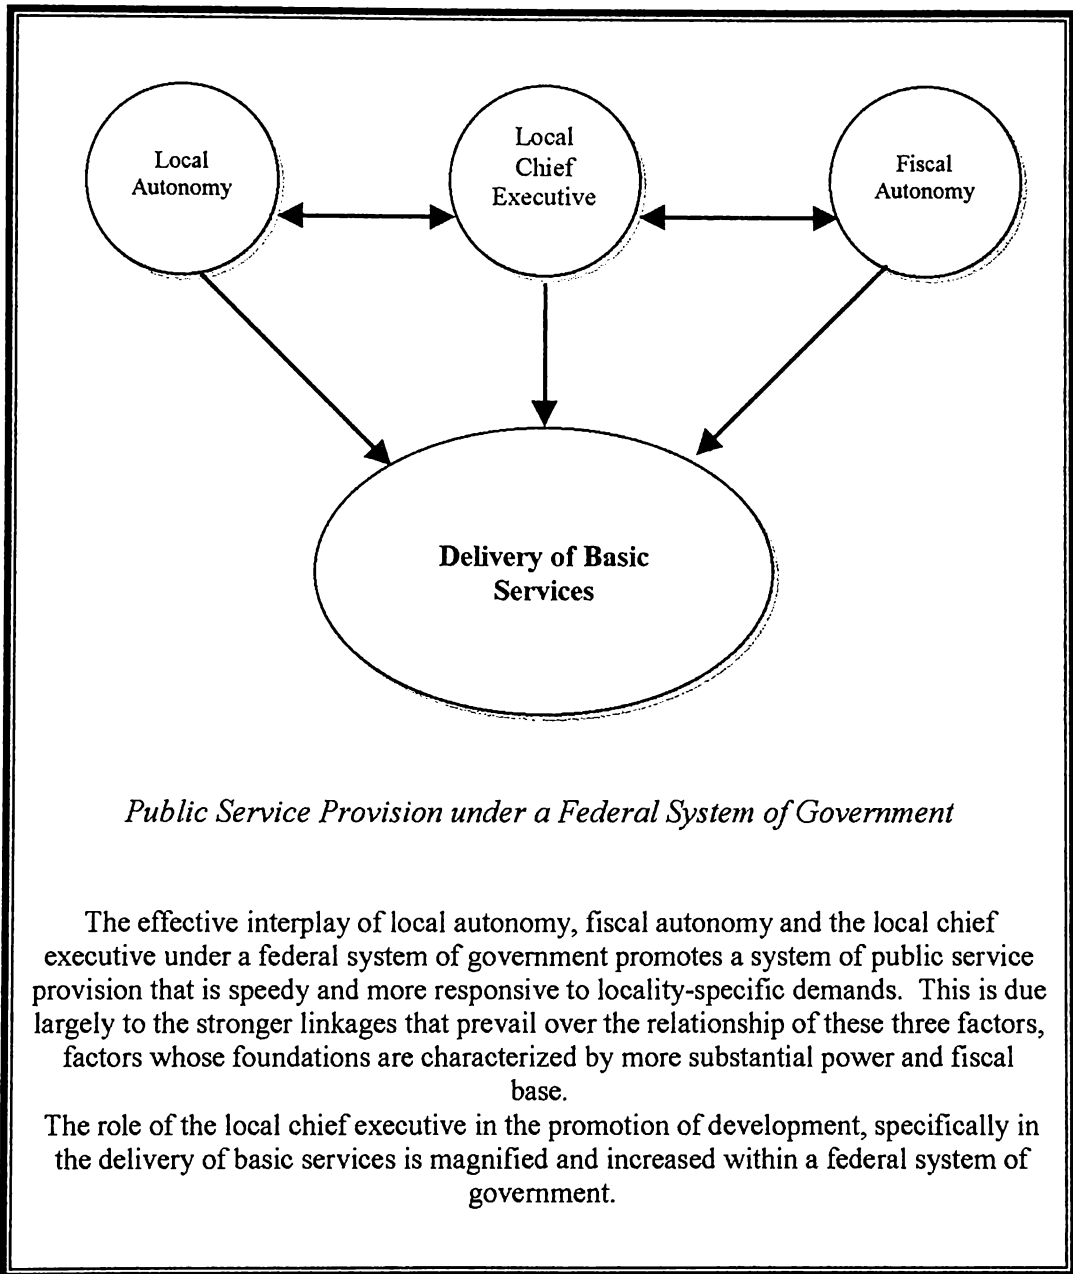 Local
Autonomy
Local
Chief
Executive
Fiscal
Autonomy
Delivery of Basic
Services
Public Service Provision under a Federal System of Government
The effective interplay of local autonomy, fiscal autonomy and the local chief
executive under a federal system of government promotes a system of public service
provision that is speedy and more responsive to locality-specific demands. This is due
largely to the stronger linkages that prevail over the relationship of these three factors,
factors whose foundations are characterized by more substantial power and fiscal
base.
The role of the local chief executive in the promotion of development, specifically in
the delivery of basic services is magnified and increased within a federal system of
government.